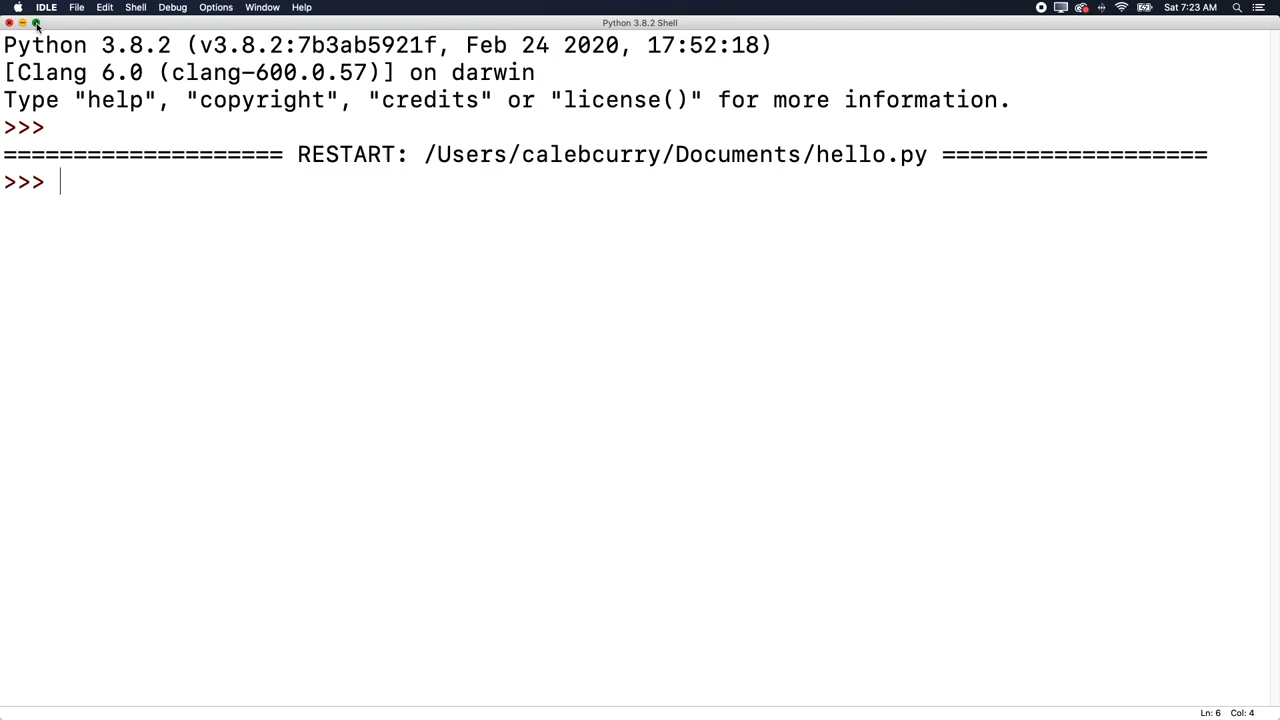 IDLE File Edit Shell Debug Options Window Help Sat 7:23 AM
Python 3.8.2 Shell
Python 3.8.2 (v3.8.2:7b3ab5921f, Feb 24 2020, 17:52:18)
[Clang 6.0 (clang-600.0.57)] on darwin
Type "help", "copyright", "credits" or "license()" for more information.
>>>
==================== RESTART: /Users/calebcurry/Documents/hello.py ===================
>>>
Ln: 6 Col: 4